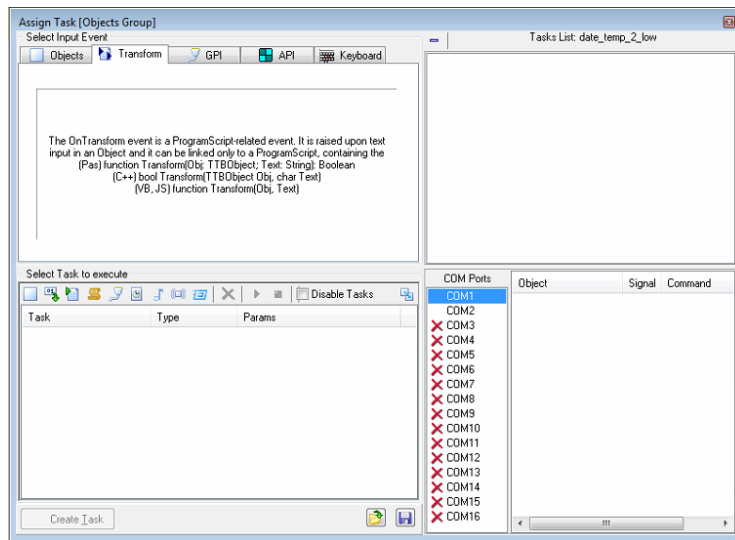 Assign Task [Objects Group]
Select Input Event
Objects Transform GPI API Keyboard
The OnTransform event is a ProgramScript-related event. It is raised upon text
input in an Object and it can be linked only to a ProgramScript, containing the
(Pas) function Transform(Obj: TTBObject; Text: String): Boolean
(C++) bool Transform(TTBObject Obj, char Text)
(VB, JS) function Transform(Obj, Text)
Tasks List: date_temp_2_low
Select Task to execute
Disable Tasks
Task Type Params
Create Task
COM Ports
COM1
COM2
COM3
COM4
COM5
COM6
COM7
COM8
COM9
COM10
COM11
COM12
COM13
COM14
COM15
COM16
Object Signal Command